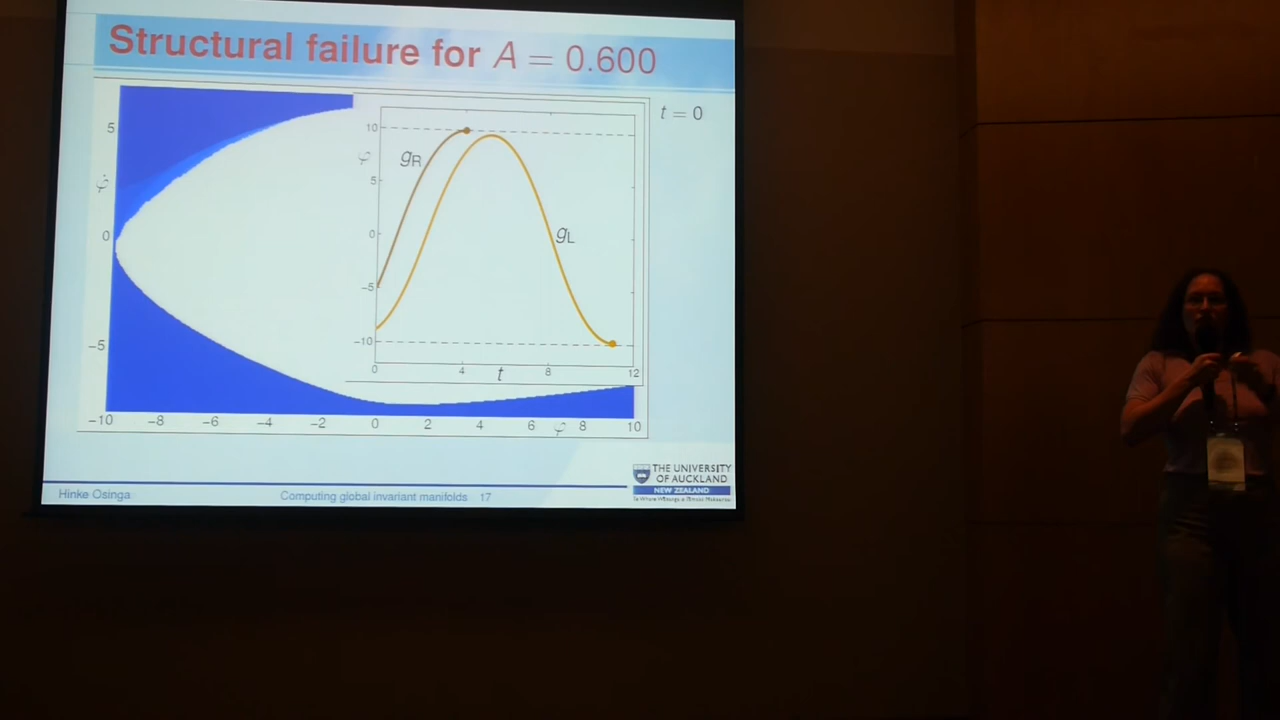 Structural failure for A = 0.600
t = 0
5
φ̇
0
−5
−10 −8 −6 −4 −2 0 2 4 6 φ 8 10
10
φ
5
0
−5
−10
0 4 t 8 12
gR
gL
Hinke Osinga Computing global invariant manifolds 17
THE UNIVERSITY
OF AUCKLAND
NEW ZEALAND